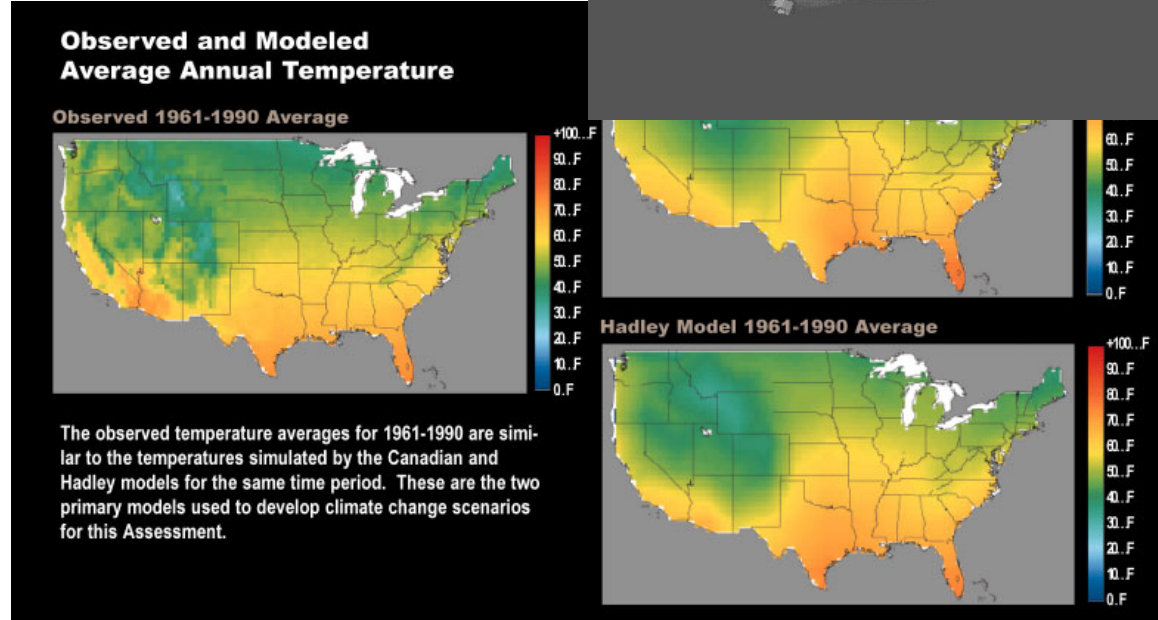 Observed and Modeled
Average Annual Temperature
Observed 1961-1990 Average
+100...F
90..F
80..F
70..F
60..F
50..F
40..F
30..F
20..F
10..F
0..F
The observed temperature averages for 1961-1990 are simi-
lar to the temperatures simulated by the Canadian and
Hadley models for the same time period. These are the two
primary models used to develop climate change scenarios
for this Assessment.
60..F
50..F
40..F
30..F
20..F
10..F
0..F
Hadley Model 1961-1990 Average
+100...F
90..F
80..F
70..F
60..F
50..F
40..F
30..F
20..F
10..F
0..F